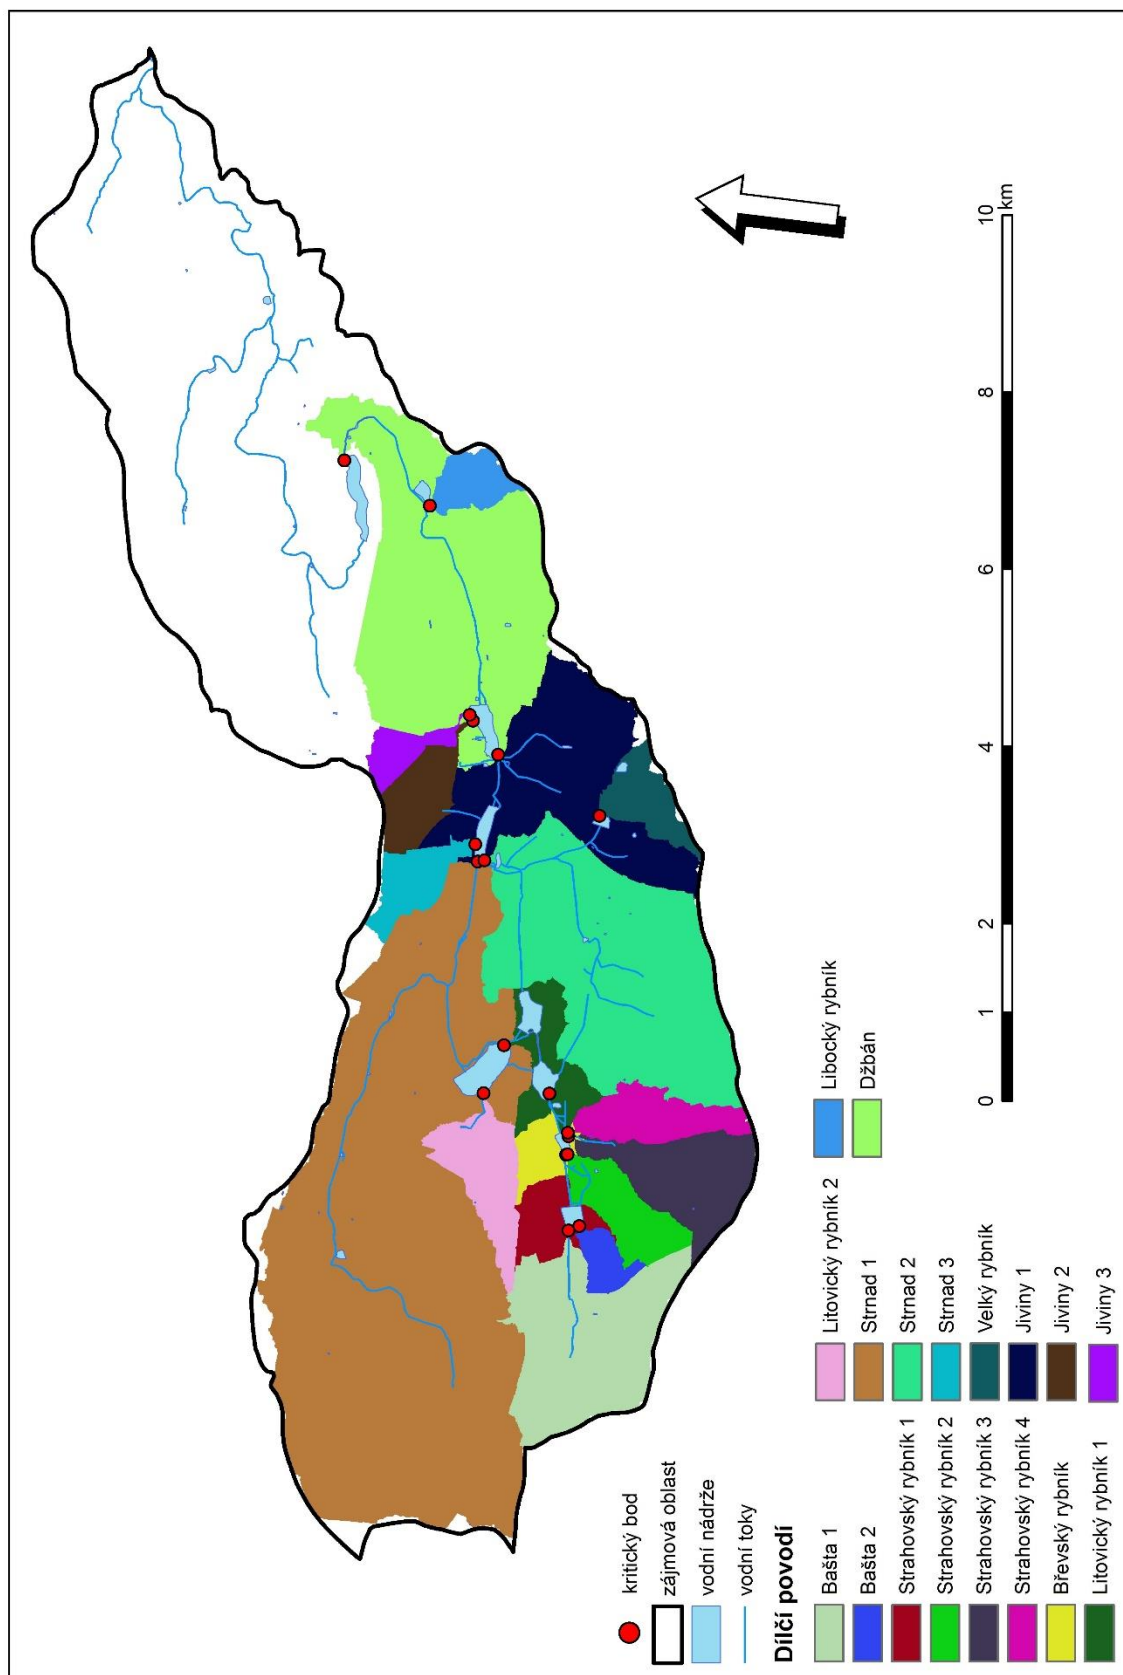 0
1
2
4
6
8
10
km
kritický bod
zájmová oblast
vodní nádrže
vodní toky
Dílčí povodí
Bašta 1
Bašta 2
Strahovský rybník 1
Strahovský rybník 2
Strahovský rybník 3
Strahovský rybník 4
Břevský rybník
Litovický rybník 1
Litovický rybník 2
Strnad 1
Strnad 2
Strnad 3
Velký rybník
Jiviny 1
Jiviny 2
Jiviny 3
Libocký rybník
Džbán